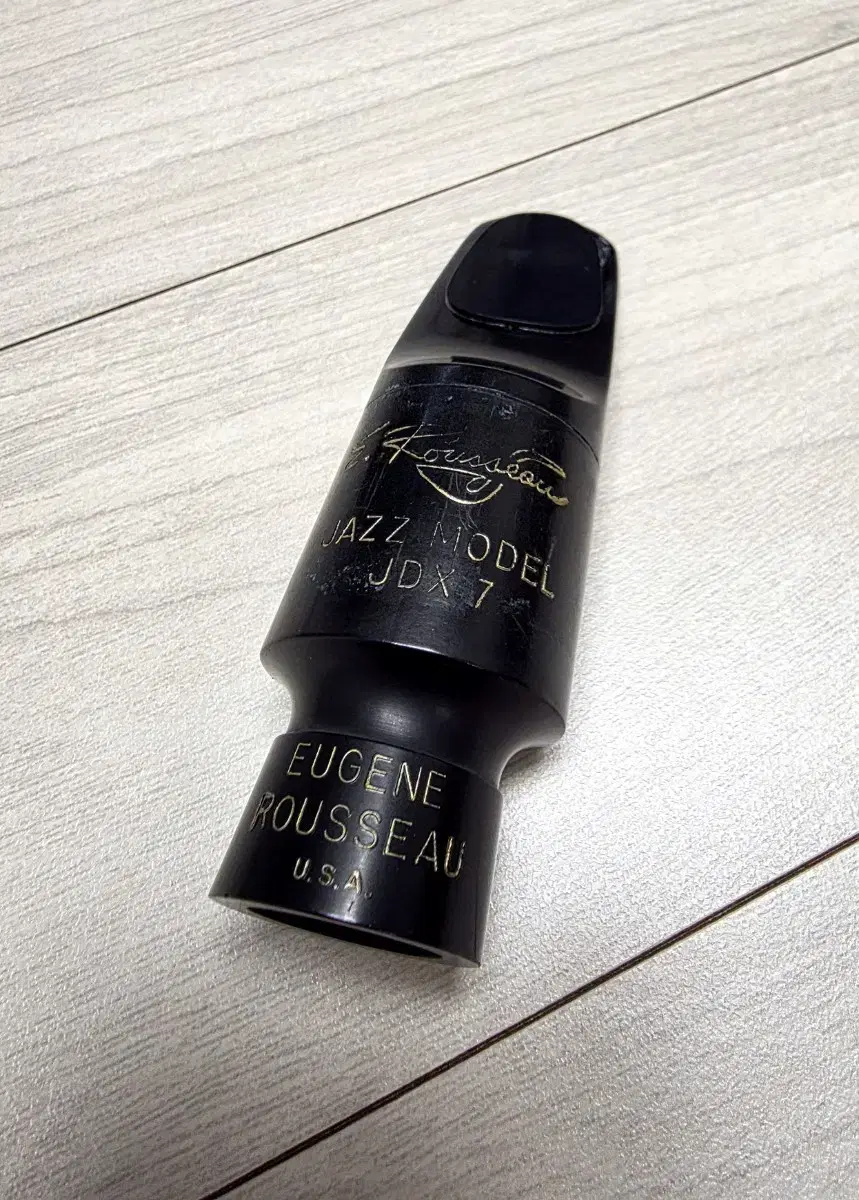 E. Rousseau
JAZZ MODEL
JDX 7
EUGENE
ROUSSEAU
U.S.A.